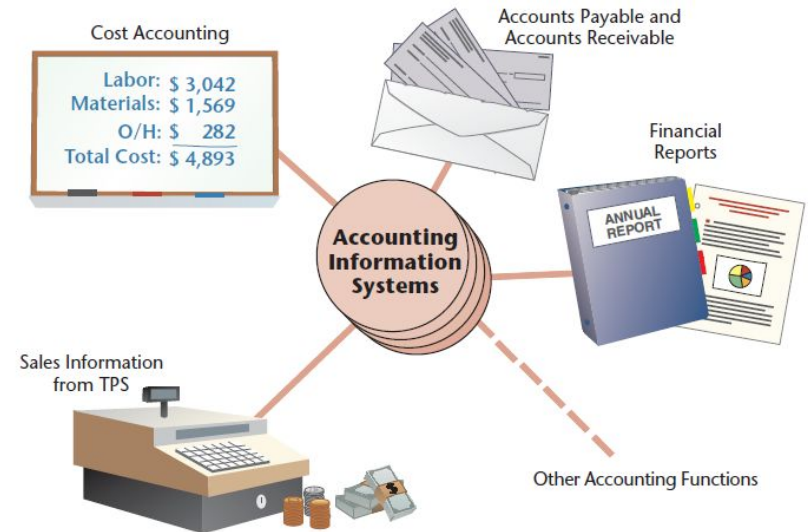 Cost Accounting
Labor: $ 3,042
Materials: $ 1,569
O/H: $ 282
Total Cost: $ 4,893
Accounts Payable and
Accounts Receivable
Financial
Reports
ANNUAL
REPORT
Accounting
Information
Systems
Sales Information
from TPS
$
Other Accounting Functions